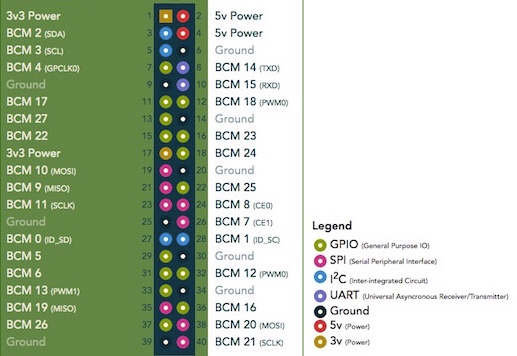 3v3 Power 1 2 5v Power
BCM 2 (SDA) 3 4 5v Power
BCM 3 (SCL) 5 6 Ground
BCM 4 (GPCLK0) 7 8 BCM 14 (TXD)
Ground 9 10 BCM 15 (RXD)
BCM 17 11 12 BCM 18 (PWM0)
BCM 27 13 14 Ground
BCM 22 15 16 BCM 23
3v3 Power 17 18 BCM 24
BCM 10 (MOSI) 19 20 Ground
BCM 9 (MISO) 21 22 BCM 25
BCM 11 (SCLK) 23 24 BCM 8 (CE0)
Ground 25 26 BCM 7 (CE1)
BCM 0 (ID_SD) 27 28 BCM 1 (ID_SC)
BCM 5 29 30 Ground
BCM 6 31 32 BCM 12 (PWM0)
BCM 13 (PWM1) 33 34 Ground
BCM 19 (MISO) 35 36 BCM 16
BCM 26 37 38 BCM 20 (MOSI)
Ground 39 40 BCM 21 (SCLK)
Legend
GPIO (General Purpose IO)
SPI (Serial Peripheral Interface)
I²C (Inter-integrated Circuit)
UART (Universal Asyncronous Receiver/Transmitter)
Ground
5v (Power)
3v (Power)